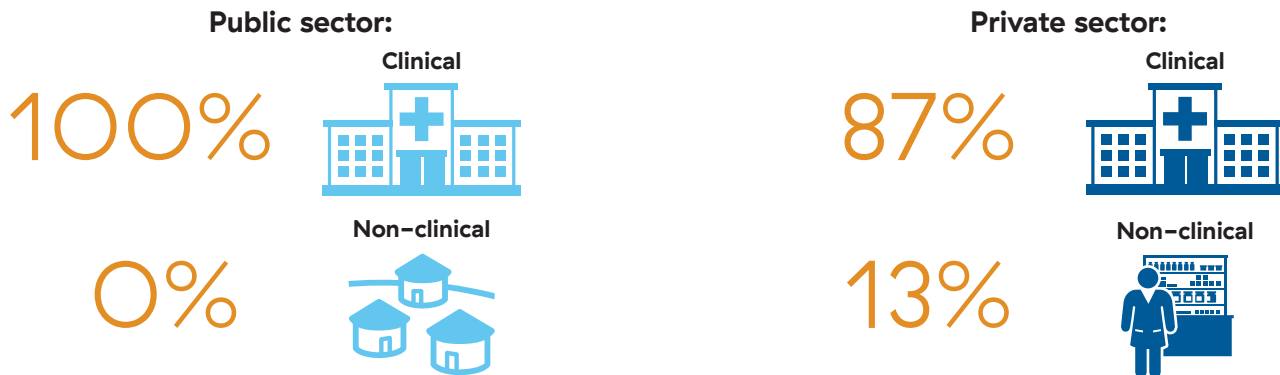 Public sector:
Clinical
100%
Non-clinical
0%
Private sector:
Clinical
87%
Non-clinical
13%